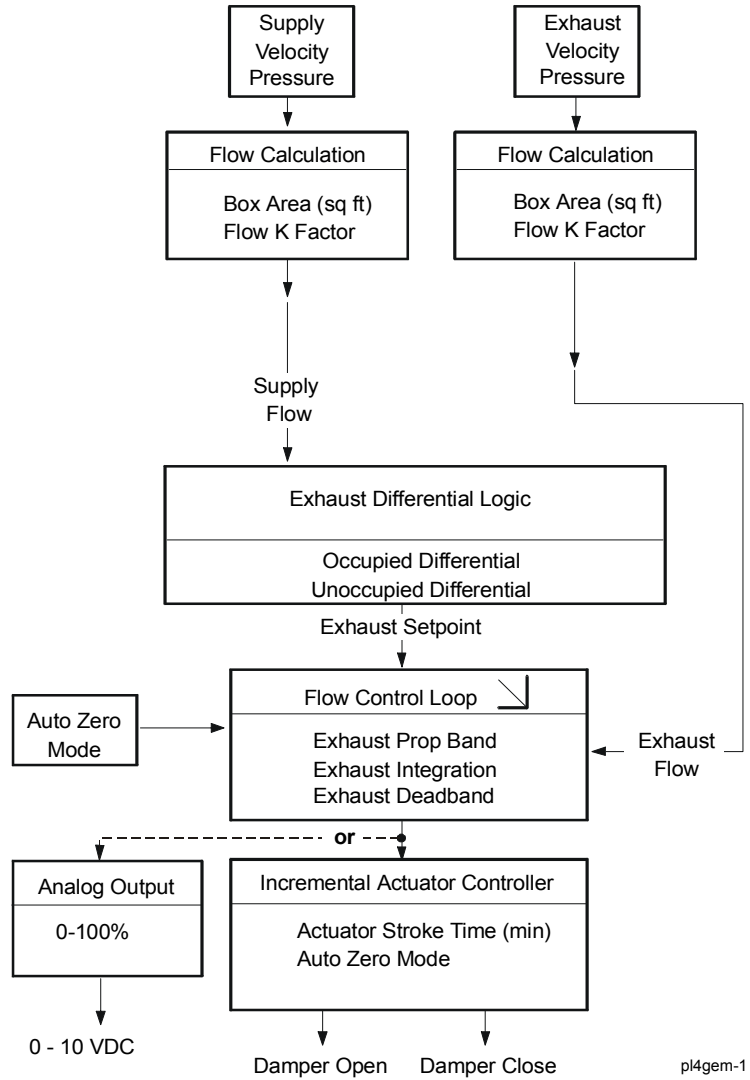 Supply
Velocity
Pressure
Exhaust
Velocity
Pressure
Flow Calculation
Box Area (sq ft)
Flow K Factor
Flow Calculation
Box Area (sq ft)
Flow K Factor
Supply
Flow
Exhaust Differential Logic
Occupied Differential
Unoccupied Differential
Exhaust Setpoint
Auto Zero
Mode
Flow Control Loop
Exhaust Prop Band
Exhaust Integration
Exhaust Deadband
Exhaust
Flow
or
Analog Output
0-100%
0 - 10 VDC
Incremental Actuator Controller
Actuator Stroke Time (min)
Auto Zero Mode
Damper Open
Damper Close
pl4gem-1